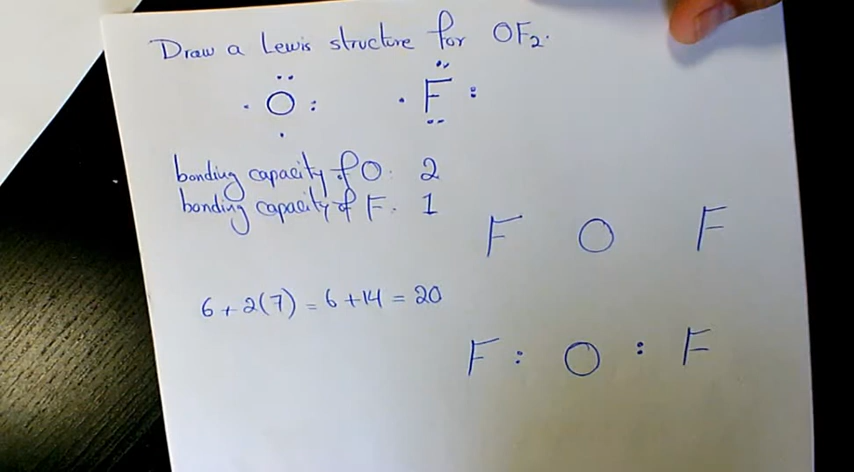 Draw a Lewis structure for OF₂.
·Ö: ·F:
bonding capacity of O: 2
bonding capacity of F: 1
F O F
6 + 2(7) = 6 + 14 = 20
F : O : F